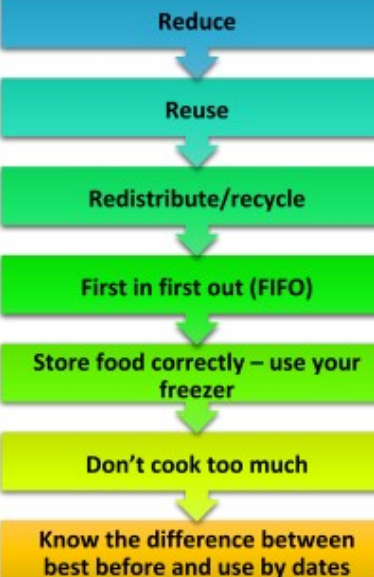 Reduce
Reuse
Redistribute/recycle
First in first out (FIFO)
Store food correctly – use your
freezer
Don't cook too much
Know the difference between
best before and use by dates